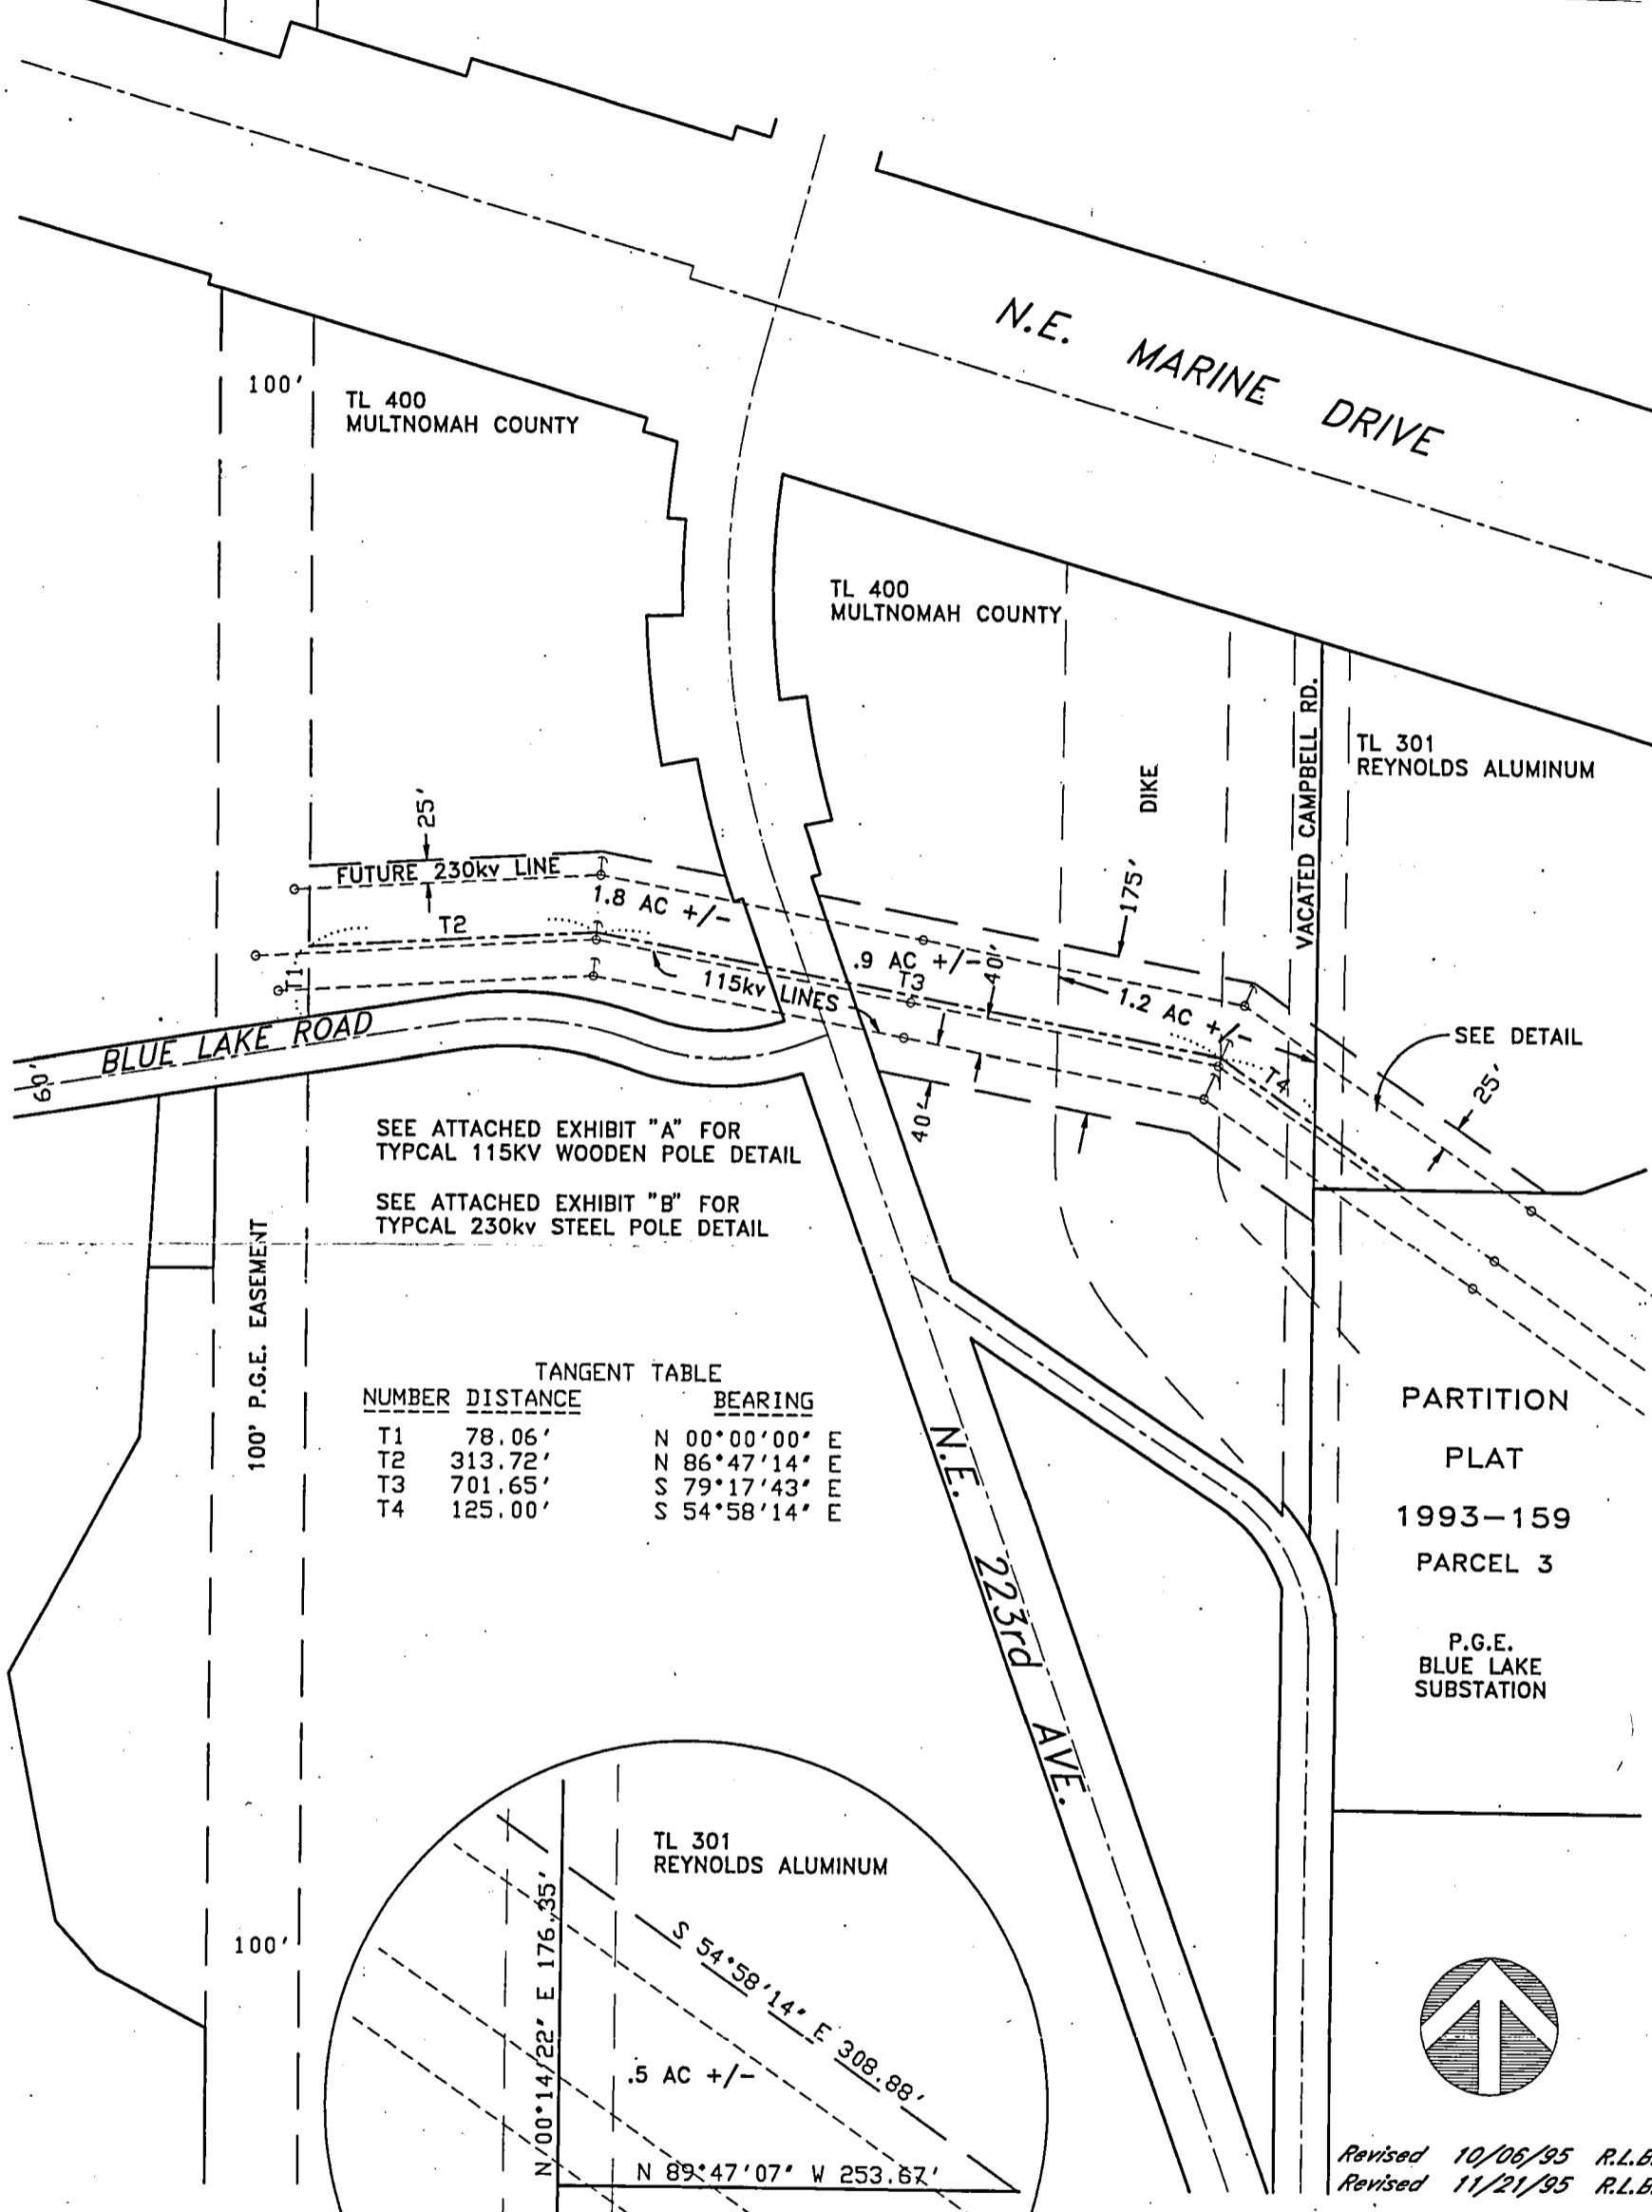 N.E. MARINE DRIVE
100'
TL 400
MULTNOMAH COUNTY
TL 400
MULTNOMAH COUNTY
VACATED CAMPBELL RD.
TL 301
REYNOLDS ALUMINUM
DIKE
25'
175'
FUTURE 230kv LINE
1.8 AC +/-
T2
.9 AC +/-
40'
T3
T1
115kv LINES
1.2 AC +/-
SEE DETAIL
BLUE LAKE ROAD
60'
T4
25'
40'
SEE ATTACHED EXHIBIT "A" FOR
TYPCAL 115KV WOODEN POLE DETAIL
SEE ATTACHED EXHIBIT "B" FOR
TYPCAL 230kv STEEL POLE DETAIL
100' P.G.E. EASEMENT
TANGENT TABLE
NUMBER DISTANCE BEARING
T1 78.06' N 00°00'00" E
T2 313.72' N 86°47'14" E
T3 701.65' S 79°17'43" E
T4 125.00' S 54°58'14" E
N.E. 223rd AVE.
PARTITION
PLAT
1993-159
PARCEL 3
P.G.E.
BLUE LAKE
SUBSTATION
TL 301
REYNOLDS ALUMINUM
100'
N 00°14'22" E 176.35'
S 54°58'14" E 308.88'
.5 AC +/-
N 89°47'07" W 253.67'
Revised 10/06/95 R.L.B.
Revised 11/21/95 R.L.B.